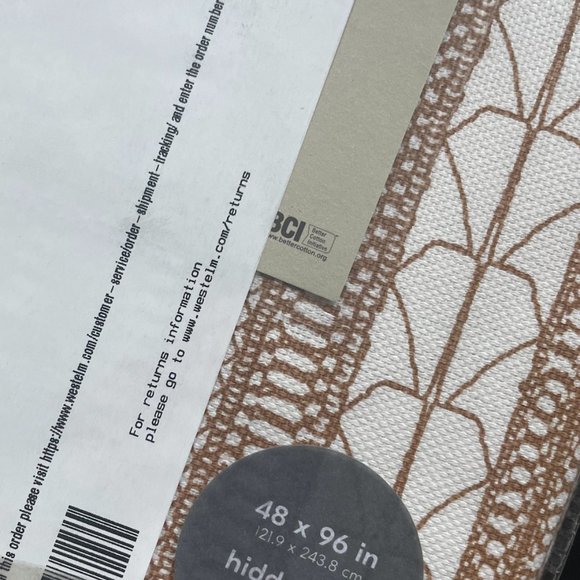 this order please visit https://www.westelm.com/customer-service/order-shipment-tracking/ and enter the order number
For returns information
please go to www.westelm.com/returns
BCI
Better
Cotton
Initiative
www.bettercotton.org
48 x 96 in
121.9 x 243.8 cm